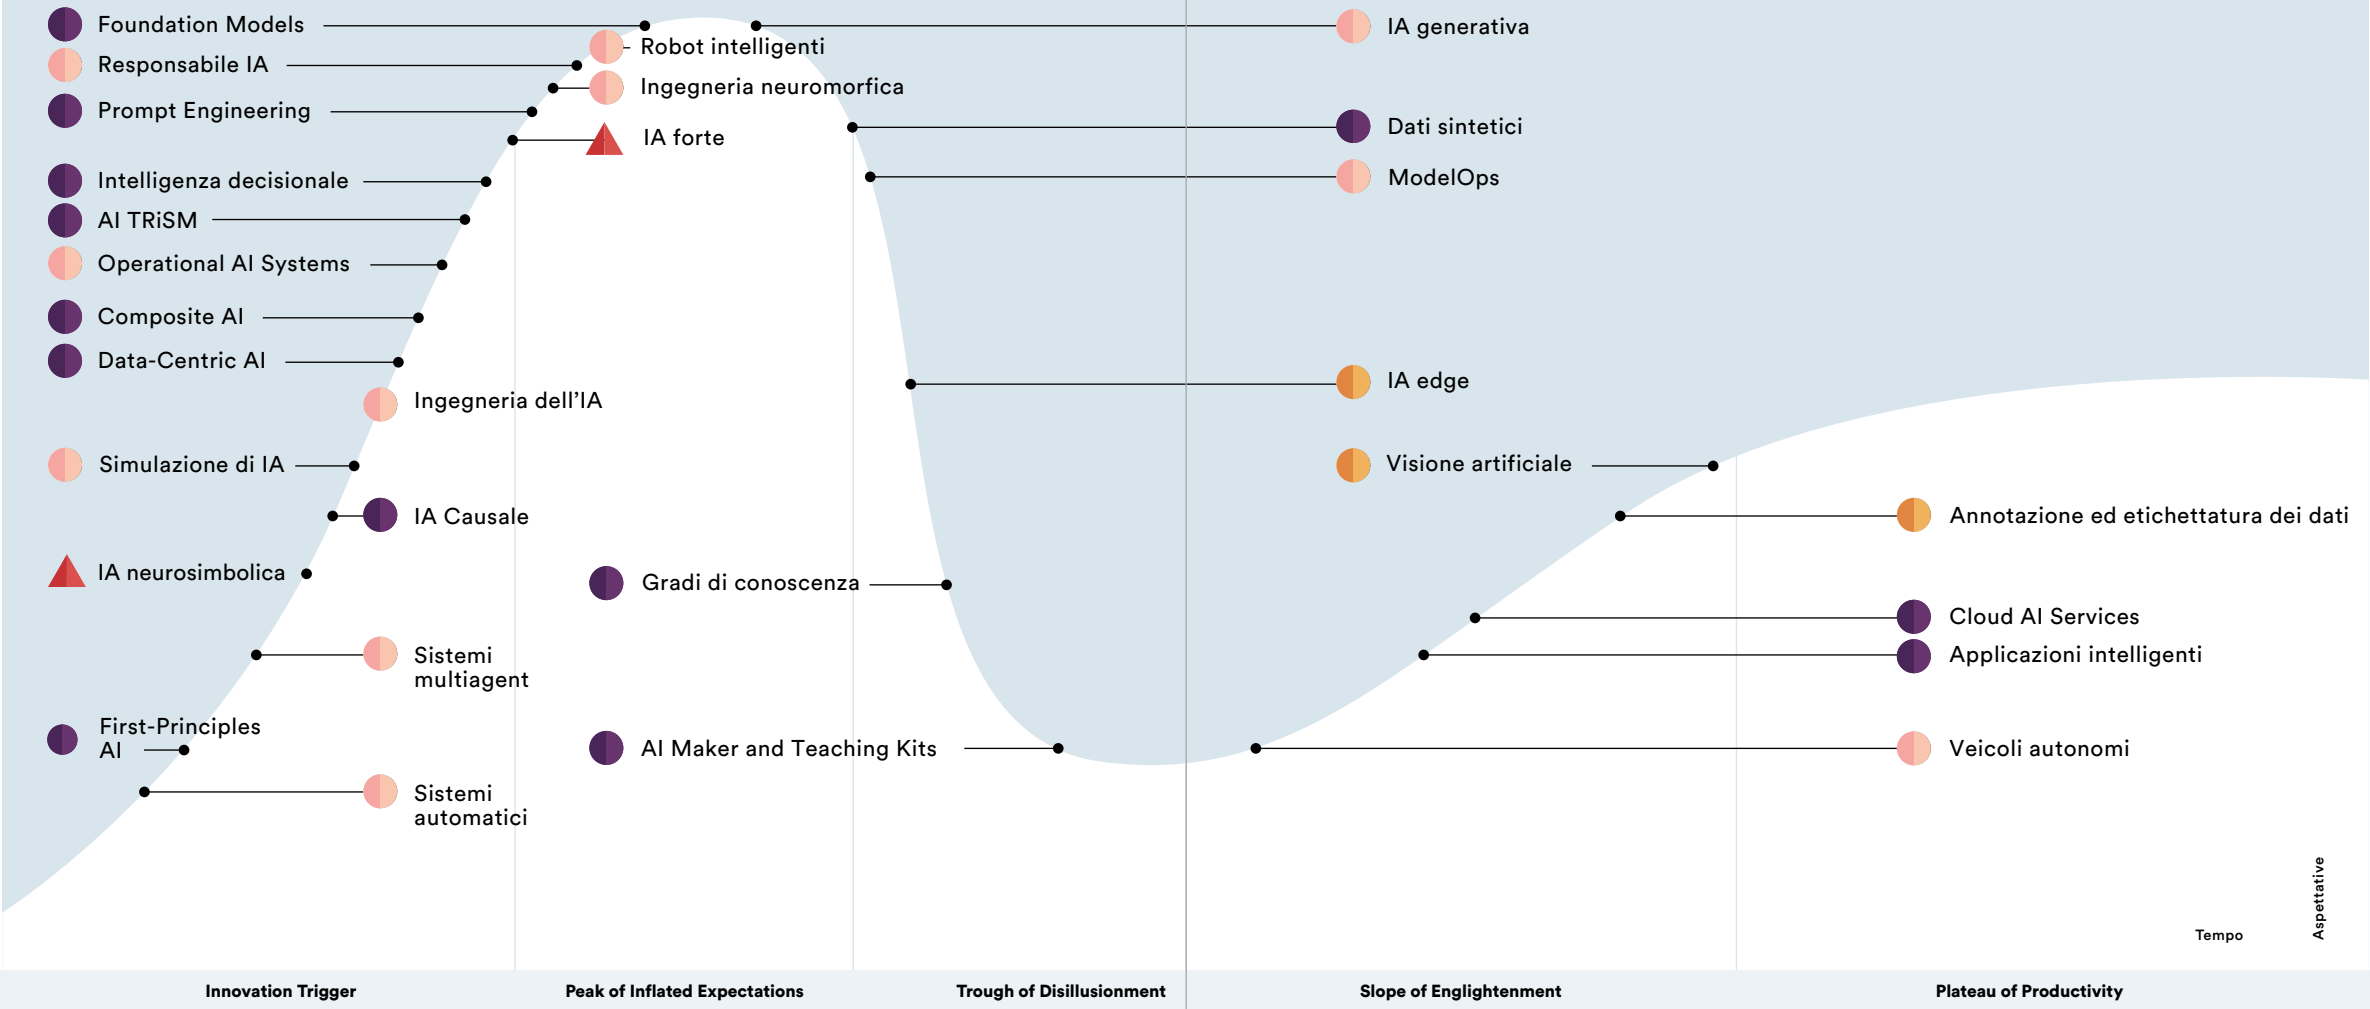 Foundation Models
Responsabile IA
Prompt Engineering
Intelligenza decisionale
AI TRiSM
Operational AI Systems
Composite AI
Data-Centric AI
Ingegneria dell'IA
Simulazione di IA
IA Causale
IA neurosimbolica
Sistemi
multiagent
First-Principles
AI
Sistemi
automatici
Robot intelligenti
Ingegneria neuromorfica
IA forte
Gradi di conoscenza
AI Maker and Teaching Kits
IA generativa
Dati sintetici
ModelOps
IA edge
Visione artificiale
Annotazione ed etichettatura dei dati
Cloud AI Services
Applicazioni intelligenti
Veicoli autonomi
Aspettative
Tempo
Innovation Trigger
Peak of Inflated Expectations
Trough of Disillusionment
Slope of Englightenment
Plateau of Productivity